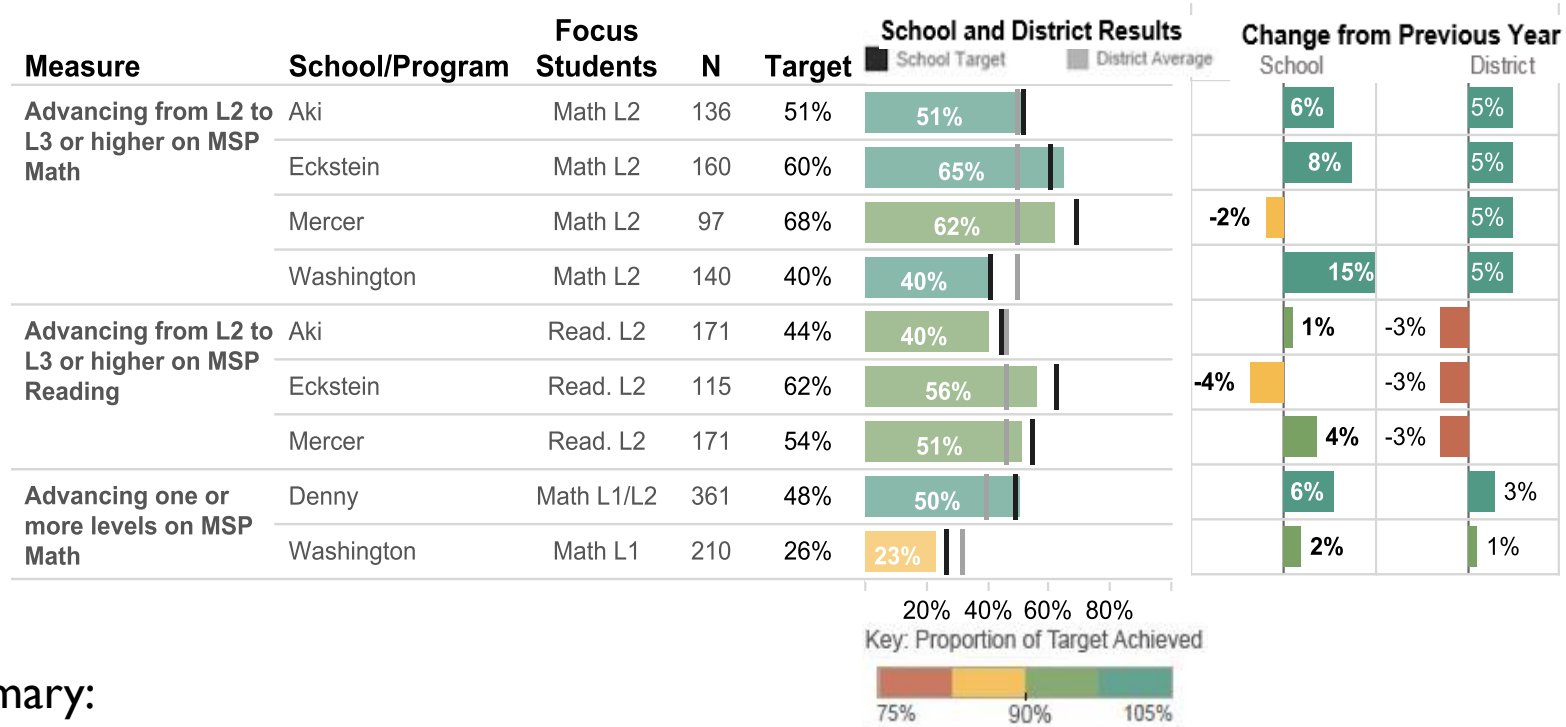 Measure School/Program Focus Students N Target School and District Results Change from Previous Year
School Target District Average School District
Advancing from L2 to L3 or higher on MSP Math
Aki Math L2 136 51% 51% 6% 5%
Eckstein Math L2 160 60% 65% 8% 5%
Mercer Math L2 97 68% 62% -2% 5%
Washington Math L2 140 40% 40% 15% 5%
Advancing from L2 to L3 or higher on MSP Reading
Aki Read. L2 171 44% 40% 1% -3%
Eckstein Read. L2 115 62% 56% -4% -3%
Mercer Read. L2 171 54% 51% 4% -3%
Advancing one or more levels on MSP Math
Denny Math L1/L2 361 48% 50% 6% 3%
Washington Math L1 210 26% 23% 2% 1%
20% 40% 60% 80%
Key: Proportion of Target Achieved
75% 90% 105%
mary: